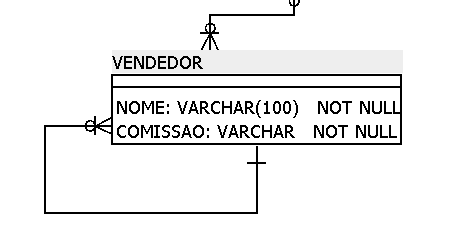 VENDEDOR
NOME: VARCHAR(100) NOT NULL
COMISSAO: VARCHAR NOT NULL